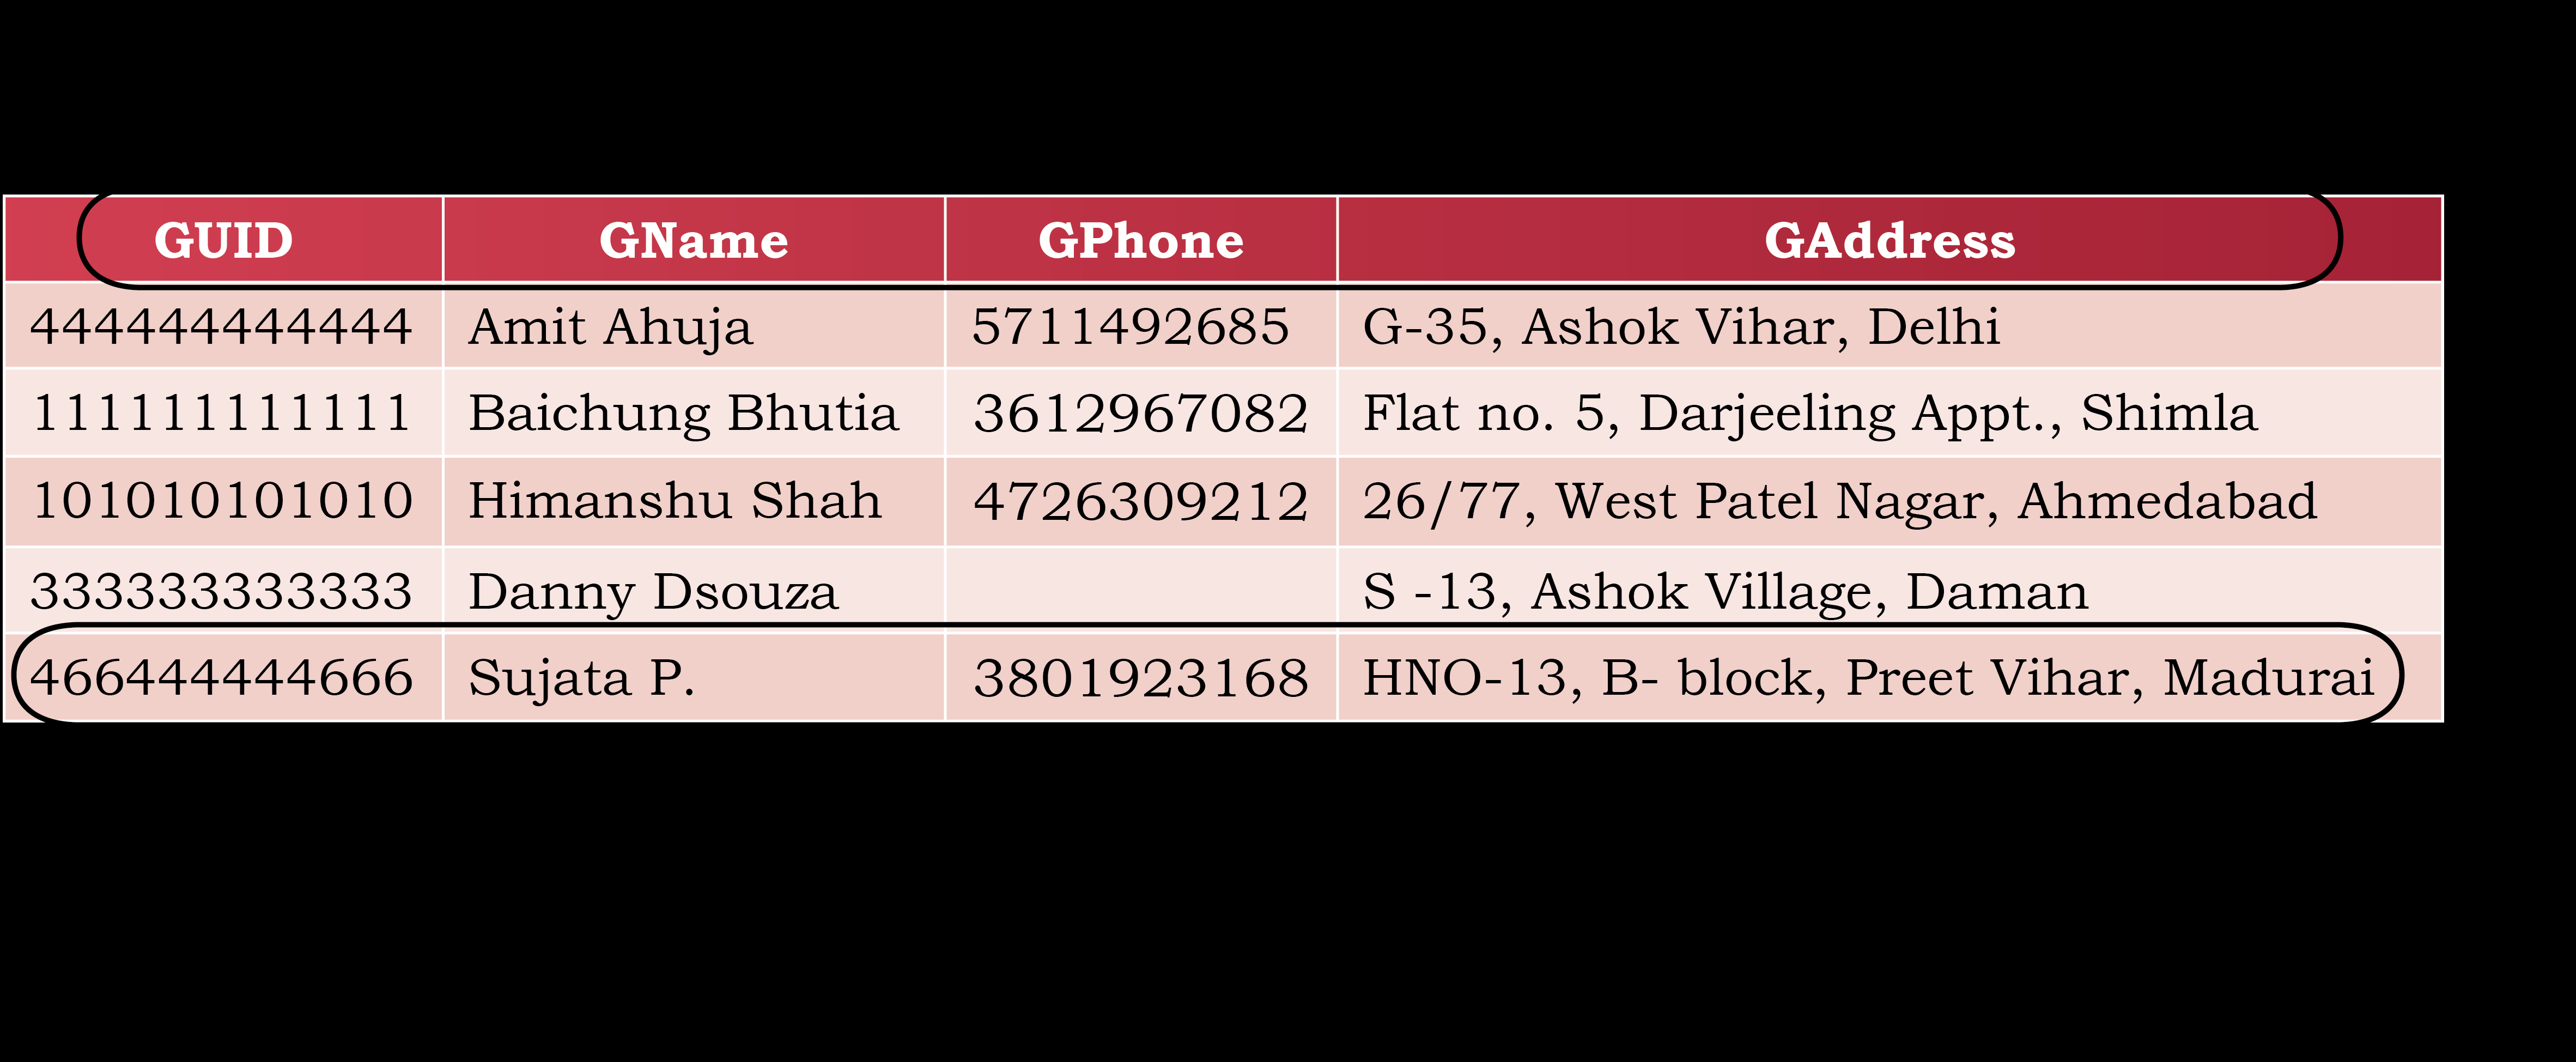 GUID GName GPhone GAddress
444444444444 Amit Ahuja 5711492685 G-35, Ashok Vihar, Delhi
111111111111 Baichung Bhutia 3612967082 Flat no. 5, Darjeeling Appt., Shimla
101010101010 Himanshu Shah 4726309212 26/77, West Patel Nagar, Ahmedabad
333333333333 Danny Dsouza S -13, Ashok Village, Daman
466444444666 Sujata P. 3801923168 HNO-13, B- block, Preet Vihar, Madurai